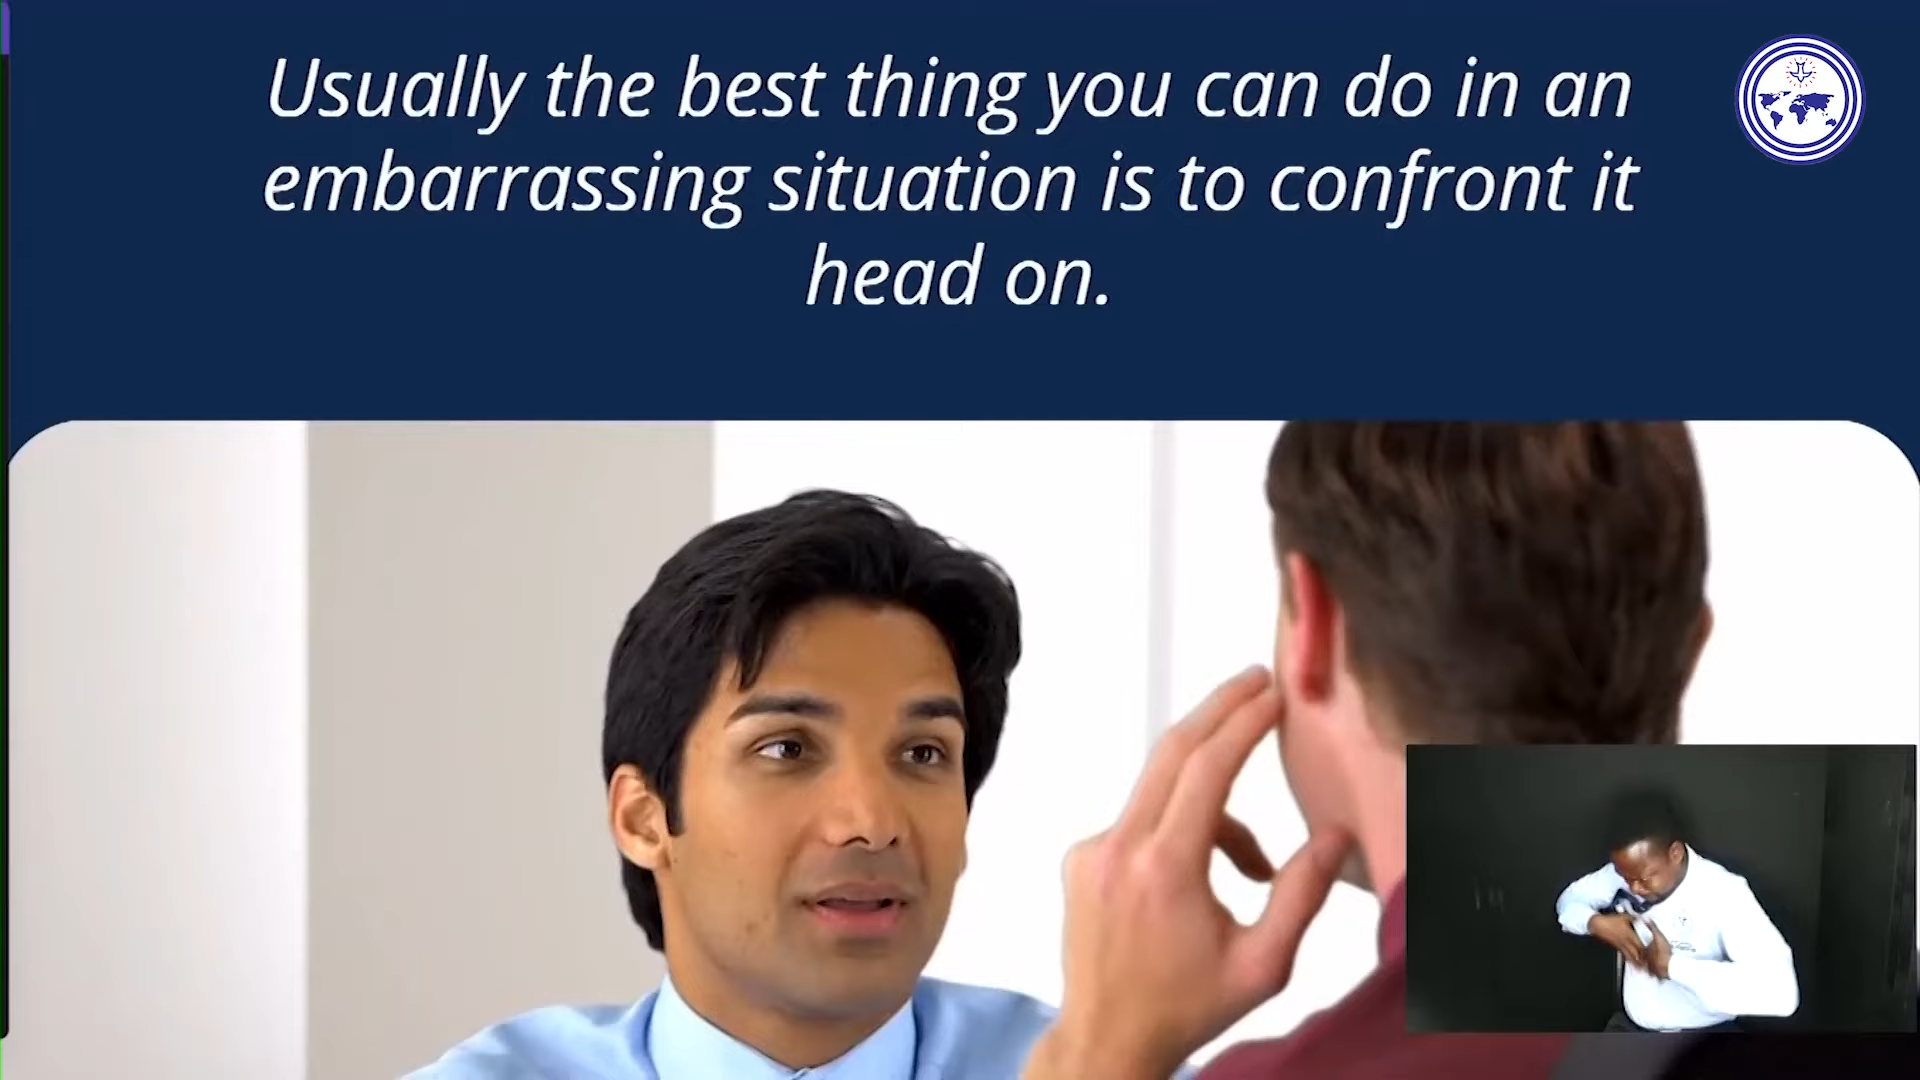 Usually the best thing you can do in an
embarrassing situation is to confront it
head on.